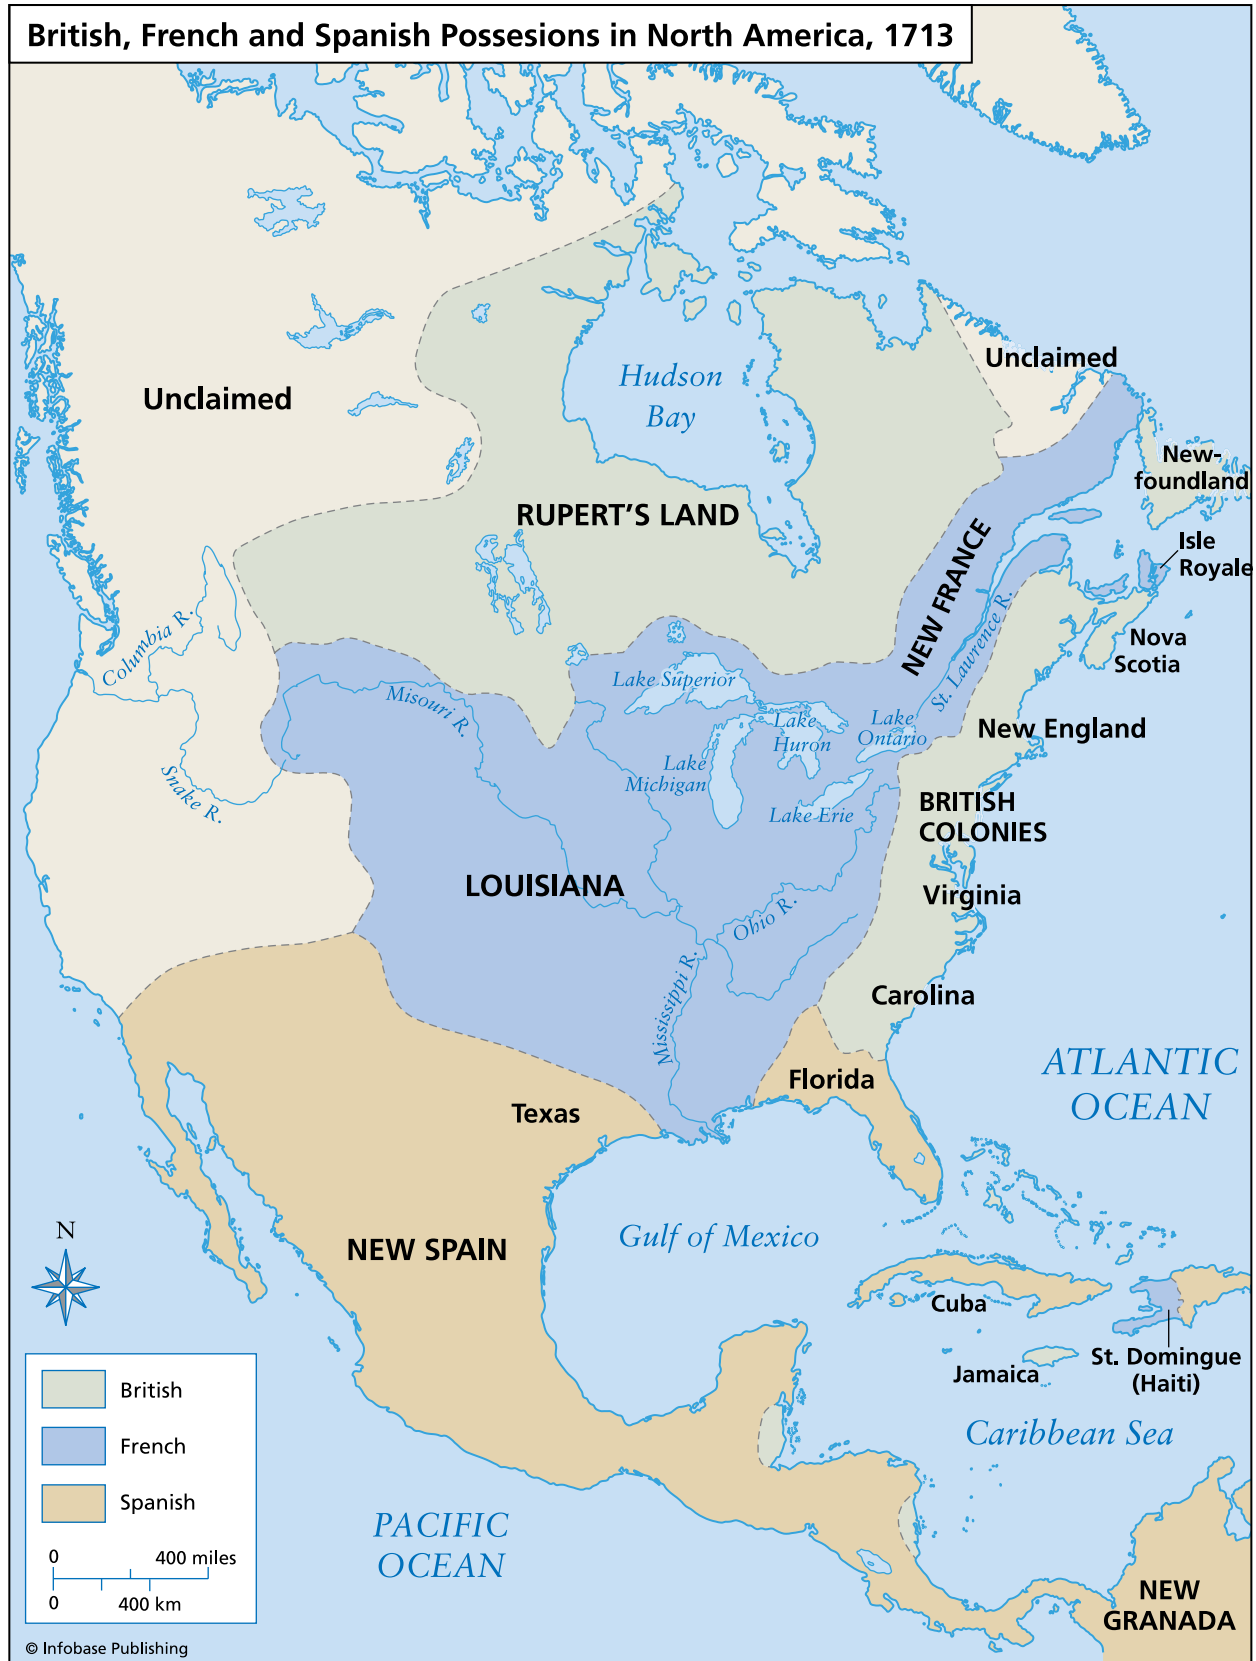 British, French and Spanish Possesions in North America, 1713
Unclaimed
Hudson
Bay
Unclaimed
New-
foundland
RUPERT'S LAND
NEW FRANCE
Isle
Royale
Columbia R.
St. Lawrence R.
Nova
Scotia
Lake Superior
Misouri R.
Lake
Huron
Lake
Ontario
New England
Lake
Michigan
Snake R.
Lake Erie
BRITISH
COLONIES
LOUISIANA
Virginia
Ohio R.
Mississippi R.
Carolina
ATLANTIC
OCEAN
Florida
Texas
N
Gulf of Mexico
NEW SPAIN
Cuba
Jamaica
St. Domingue
(Haiti)
Caribbean Sea
British
French
Spanish
0 400 miles
0 400 km
PACIFIC
OCEAN
NEW
GRANADA
© Infobase Publishing